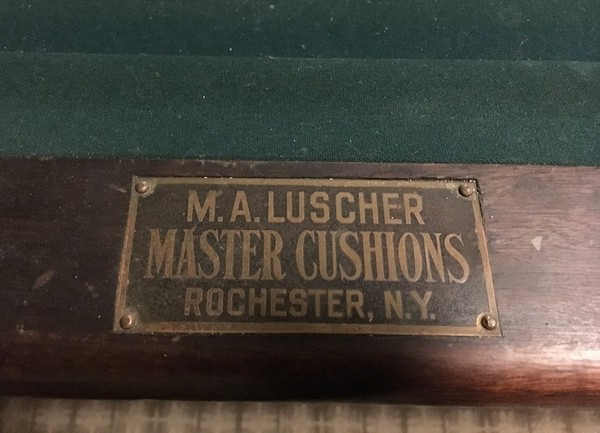 M. A. LUSCHER
MASTER CUSHIONS
ROCHESTER, N.Y.